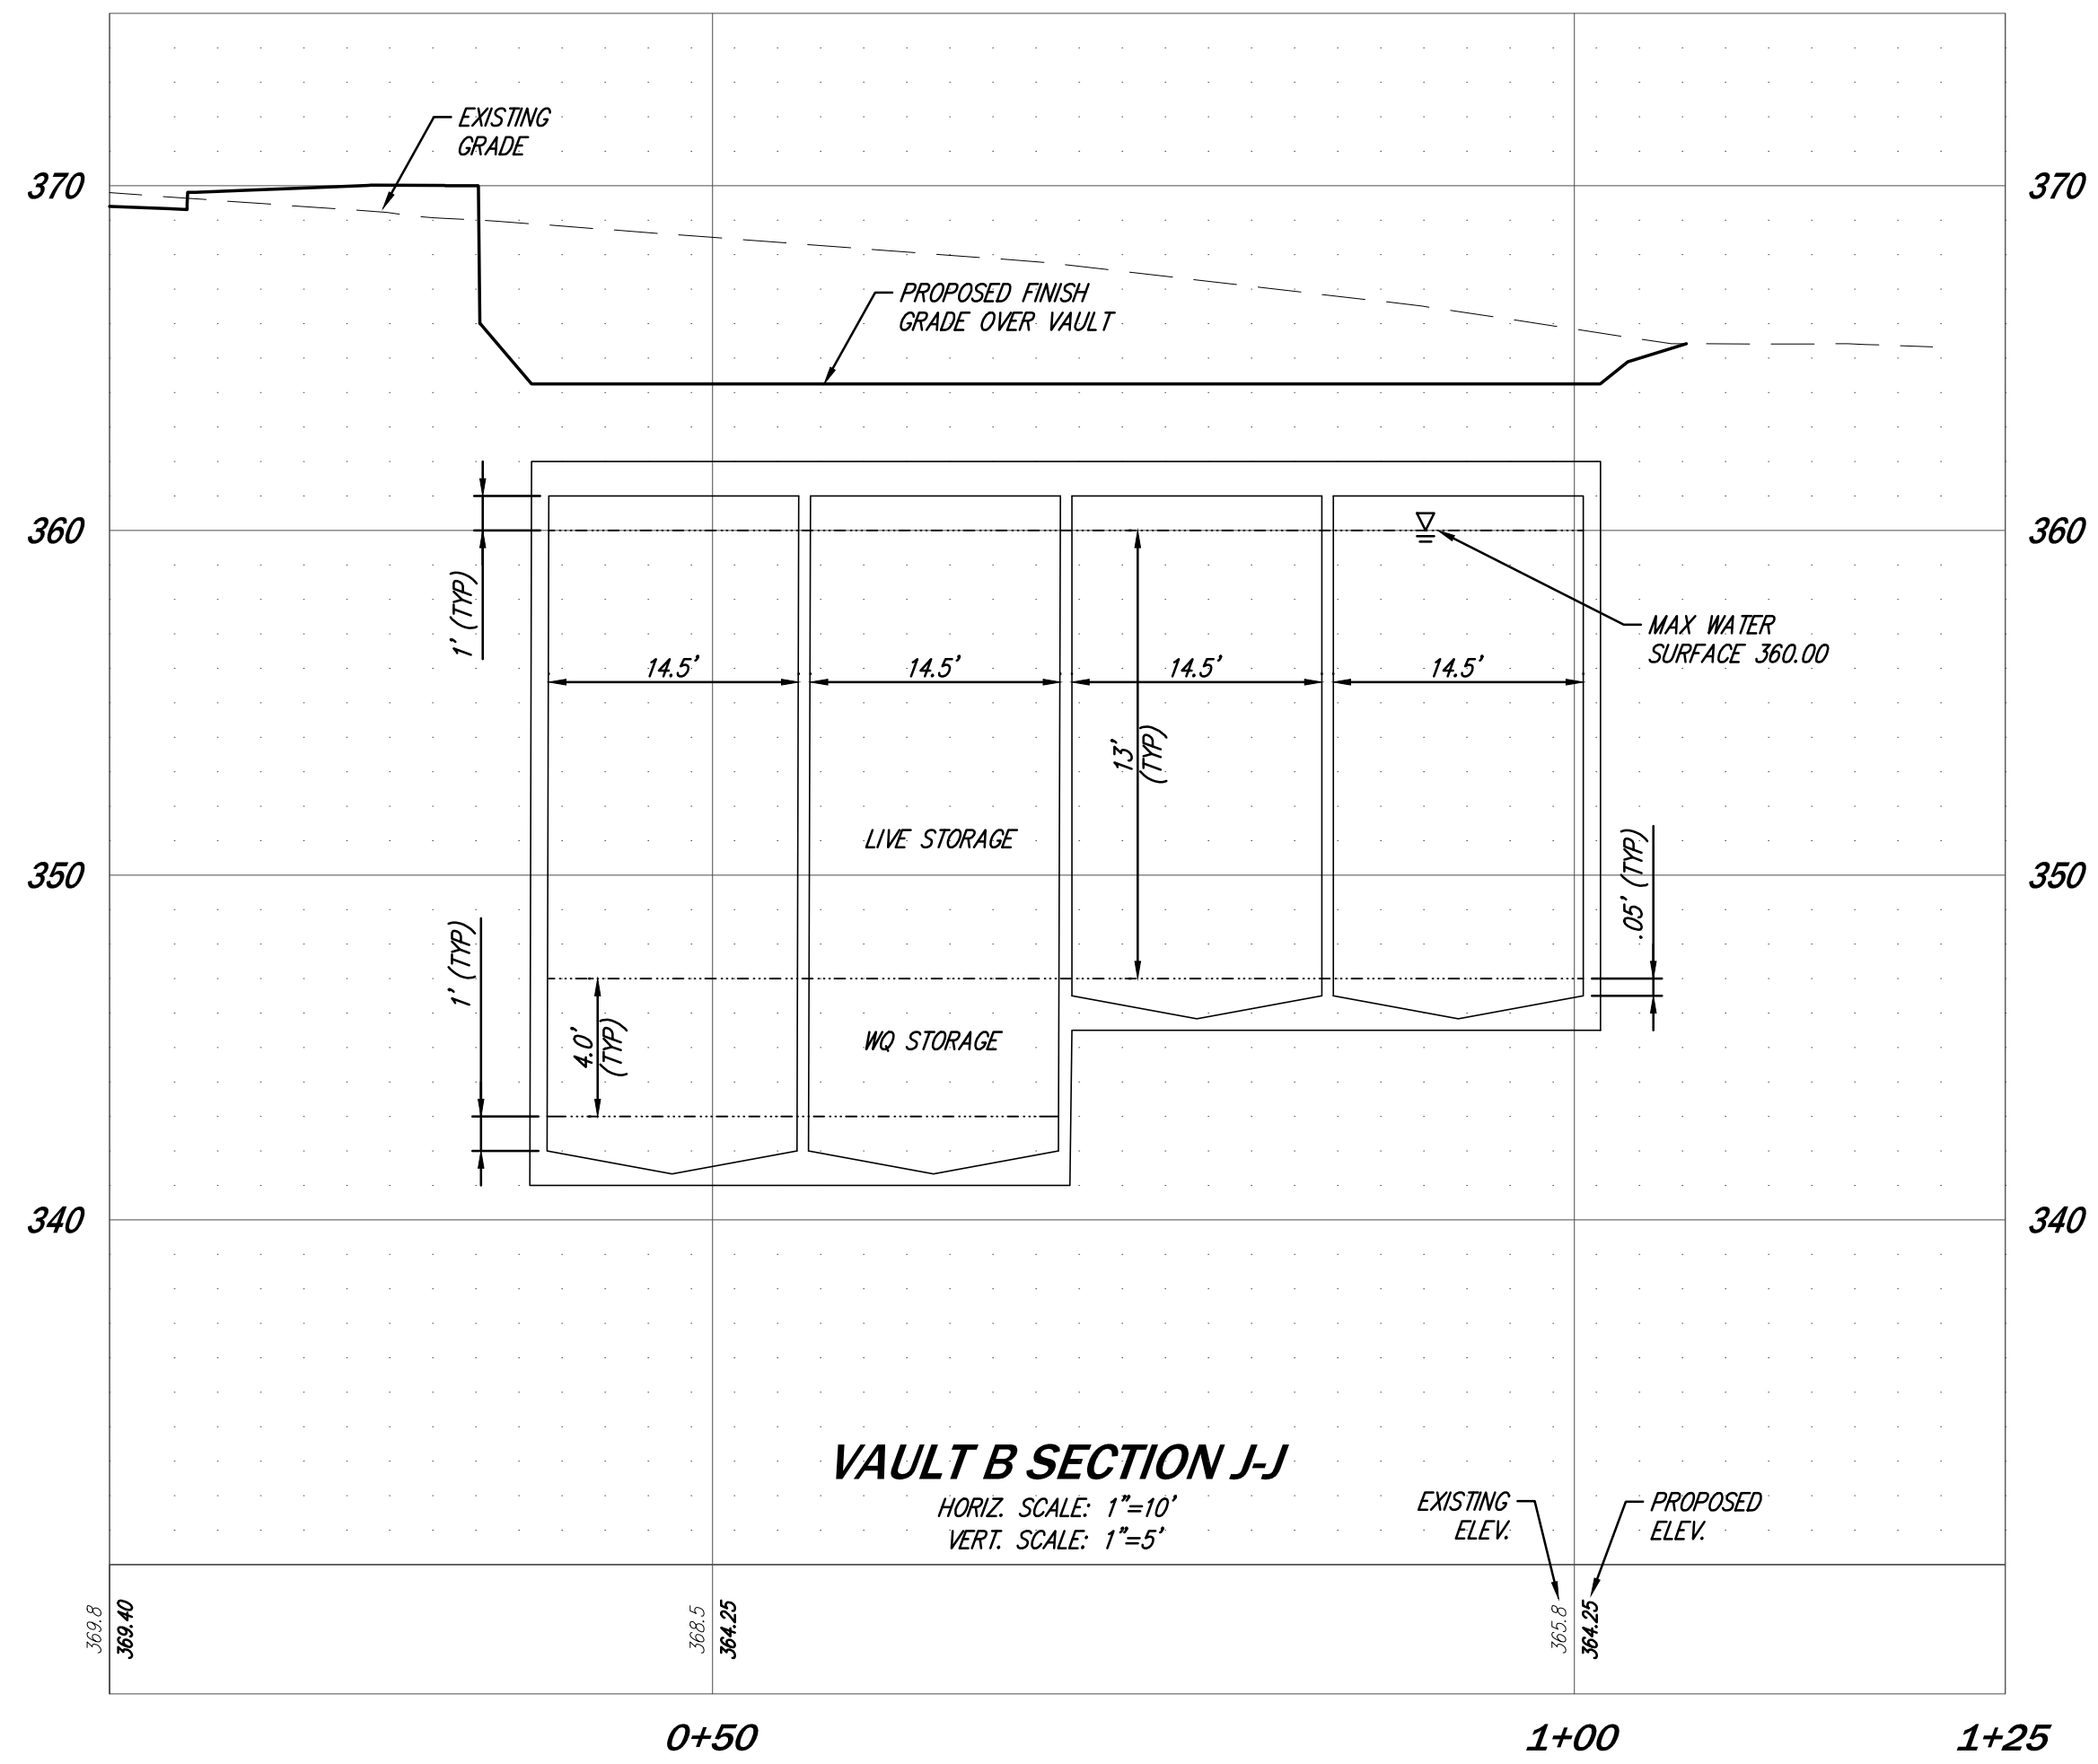 EXISTING
GRADE
370
370
PROPOSED FINISH
GRADE OVER VAULT
360
360
1' (TYP)
MAX WATER
SURFACE 360.00
14.5'
14.5'
14.5'
14.5'
13'
(TYP)
LIVE STORAGE
350
350
.05' (TYP)
1' (TYP)
4.0'
(TYP)
WQ STORAGE
340
340
VAULT B SECTION J-J
HORIZ. SCALE: 1"=10'
VERT. SCALE: 1"=5'
EXISTING
ELEV.
PROPOSED
ELEV.
369.8
369.40
368.5
364.25
365.8
364.25
0+50
1+00
1+25